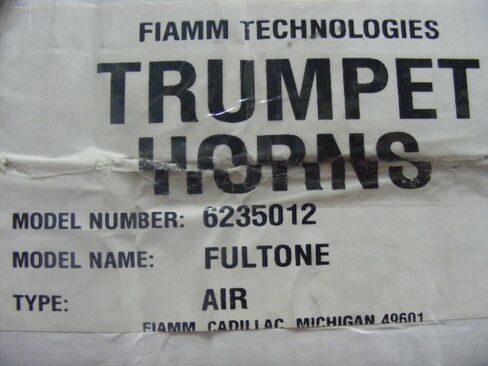 FIAMM TECHNOLOGIES
TRUMPET
HORNS
MODEL NUMBER: 6235012
MODEL NAME: FULTONE
TYPE: AIR
FIAMM, CADILLAC, MICHIGAN 49601